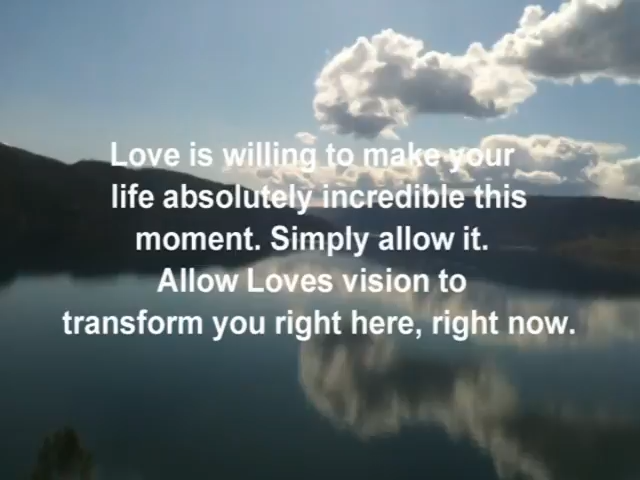 Love is willing to make your
life absolutely incredible this
moment. Simply allow it.
Allow Loves vision to
transform you right here, right now.